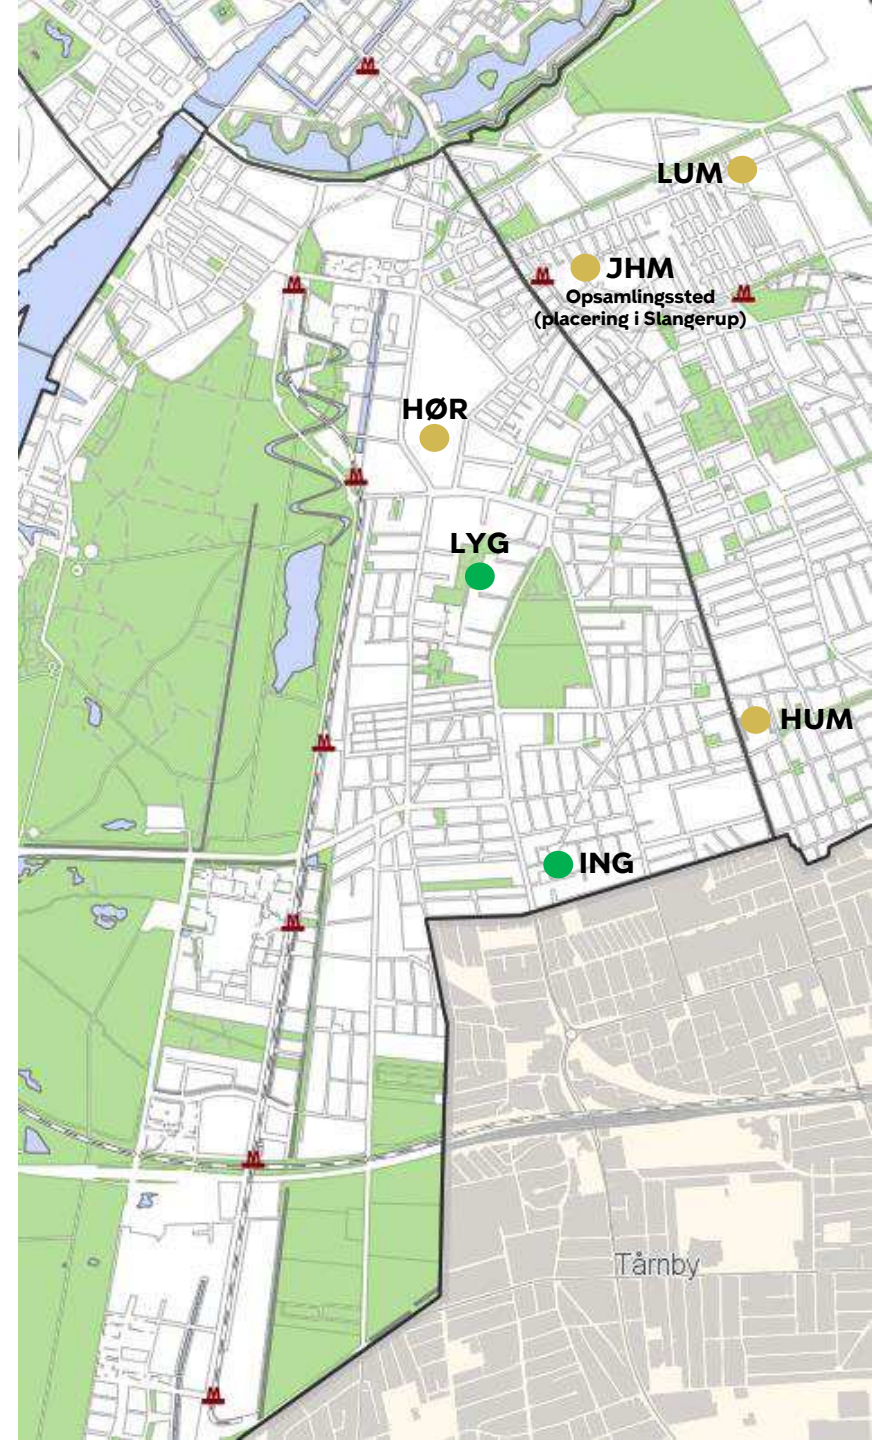 M
LUM
JHM
M
Opsamlingssted
M
M
(placering i Slangerup)
HØR
M
LYG
HUM
M
ING
M
M
Tårnby
M